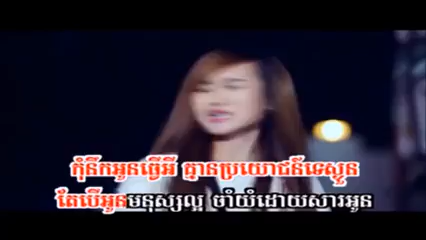 កុំនឹកអូនធ្វើអី គ្មានប្រយោជន៍ទេស្ងួន
តែបើអូនមនុស្សល្អ ចាំយំដោយសារអូន